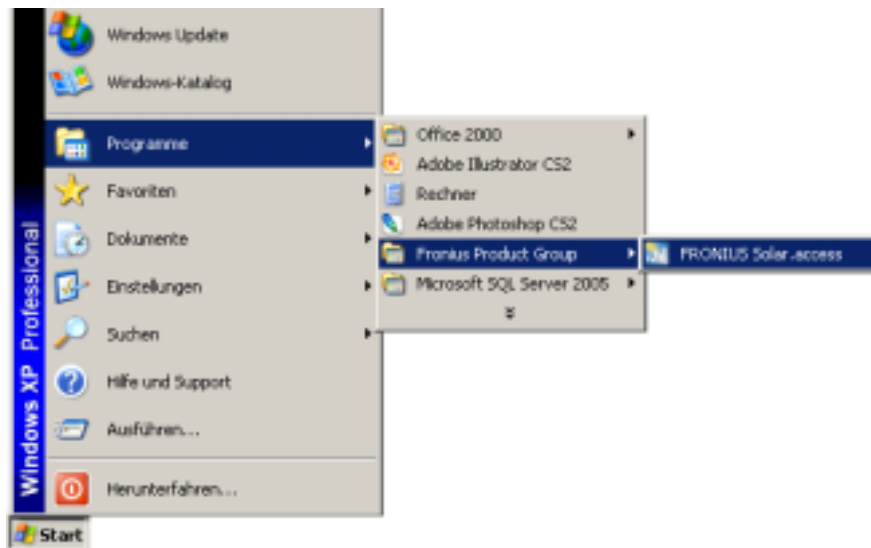 Windows Update
Windows-Katalog
Programme
Favoriten
Dokumente
Einstellungen
Suchen
Hilfe und Support
Ausführen...
Herunterfahren...
Windows XP Professional
Start
Office 2000
Adobe Illustrator CS2
Rechner
Adobe Photoshop CS2
Fronius Product Group
Microsoft SQL Server 2005
FRONIUS Solar.access